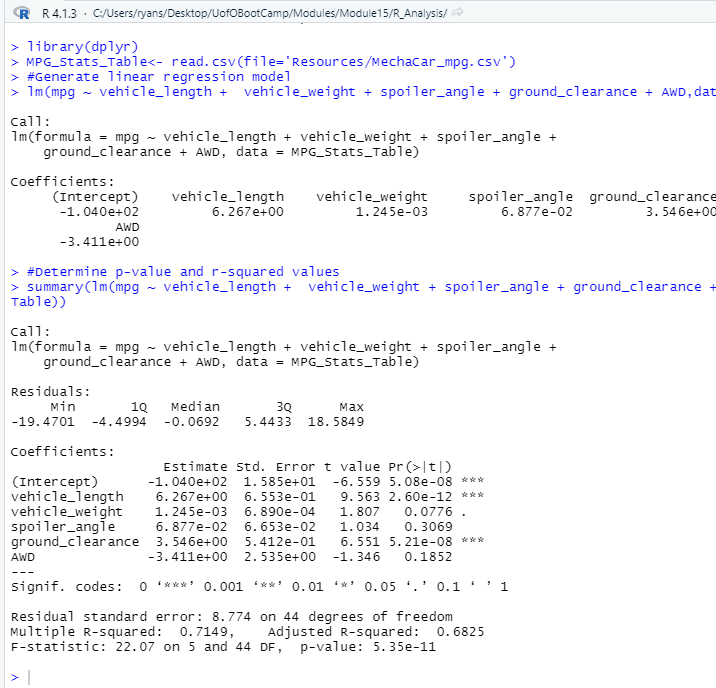 R 4.1.3 · C:/Users/ryans/Desktop/UofOBootCamp/Modules/Module15/R_Analysis/
> library(dplyr)
> MPG_Stats_Table<- read.csv(file='Resources/MechaCar_mpg.csv')
> #Generate linear regression model
> lm(mpg ~ vehicle_length +  vehicle_weight + spoiler_angle + ground_clearance + AWD,dat
Call:
lm(formula = mpg ~ vehicle_length + vehicle_weight + spoiler_angle +
    ground_clearance + AWD, data = MPG_Stats_Table)
Coefficients:
     (Intercept)    vehicle_length    vehicle_weight     spoiler_angle  ground_clearance
      -1.040e+02         6.267e+00         1.245e-03         6.877e-02         3.546e+00
             AWD
      -3.411e+00
> #Determine p-value and r-squared values
> summary(lm(mpg ~ vehicle_length +  vehicle_weight + spoiler_angle + ground_clearance +
Table))
Call:
lm(formula = mpg ~ vehicle_length + vehicle_weight + spoiler_angle +
    ground_clearance + AWD, data = MPG_Stats_Table)
Residuals:
     Min       1Q   Median       3Q      Max
-19.4701  -4.4994  -0.0692   5.4433  18.5849
Coefficients:
                   Estimate Std. Error t value Pr(>|t|)
(Intercept)      -1.040e+02  1.585e+01  -6.559 5.08e-08 ***
vehicle_length    6.267e+00  6.553e-01   9.563 2.60e-12 ***
vehicle_weight    1.245e-03  6.890e-04   1.807   0.0776 .
spoiler_angle     6.877e-02  6.653e-02   1.034   0.3069
ground_clearance  3.546e+00  5.412e-01   6.551 5.21e-08 ***
AWD              -3.411e+00  2.535e+00  -1.346   0.1852
---
Signif. codes:  0 ‘***’ 0.001 ‘**’ 0.01 ‘*’ 0.05 ‘.’ 0.1 ‘ ’ 1
Residual standard error: 8.774 on 44 degrees of freedom
Multiple R-squared:  0.7149,    Adjusted R-squared:  0.6825
F-statistic: 22.07 on 5 and 44 DF,  p-value: 5.35e-11
>